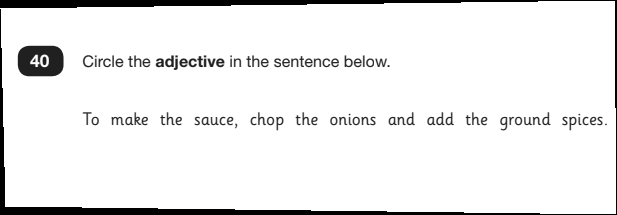 40 Circle the adjective in the sentence below.
To make the sauce, chop the onions and add the ground spices.